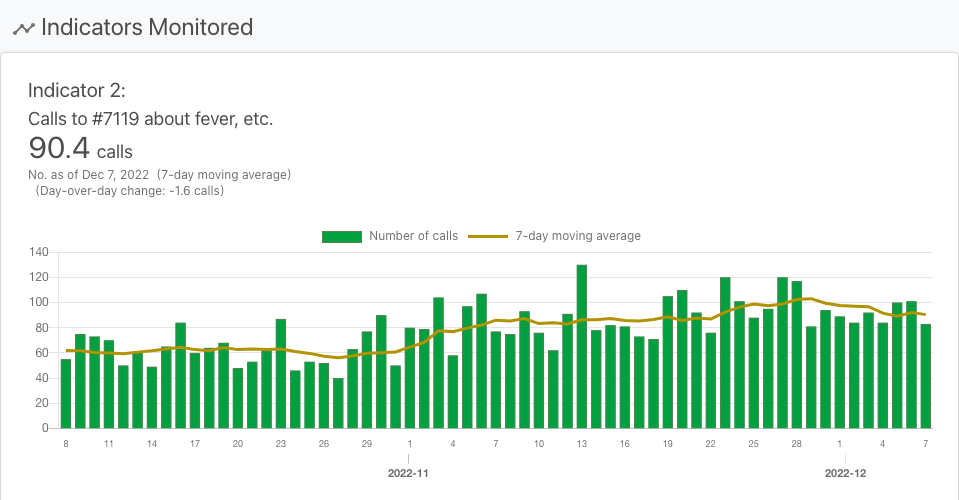 Indicators Monitored
Indicator 2:
Calls to #7119 about fever, etc.
90.4 calls
No. as of Dec 7, 2022 (7-day moving average)
(Day-over-day change: -1.6 calls)
Number of calls 7-day moving average
140
120
100
80
60
40
20
0
8 11 14 17 20 23 26 29 1 4 7 10 13 16 19 22 25 28 1 4 7
2022-11 2022-12